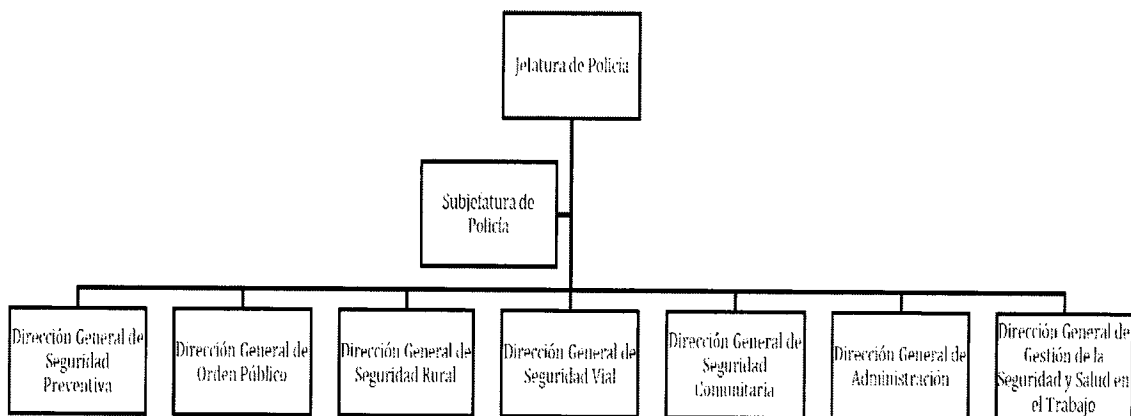 Jefatura de Policía
Subjefatura de
Policía
Dirección General de
Seguridad
Preventiva
Dirección General de
Orden Público
Dirección General de
Seguridad Rural
Dirección General de
Seguridad Vial
Dirección General de
Seguridad
Comunitaria
Dirección General de
Administración
Dirección General de
Gestión de la
Seguridad y Salud en
el Trabajo